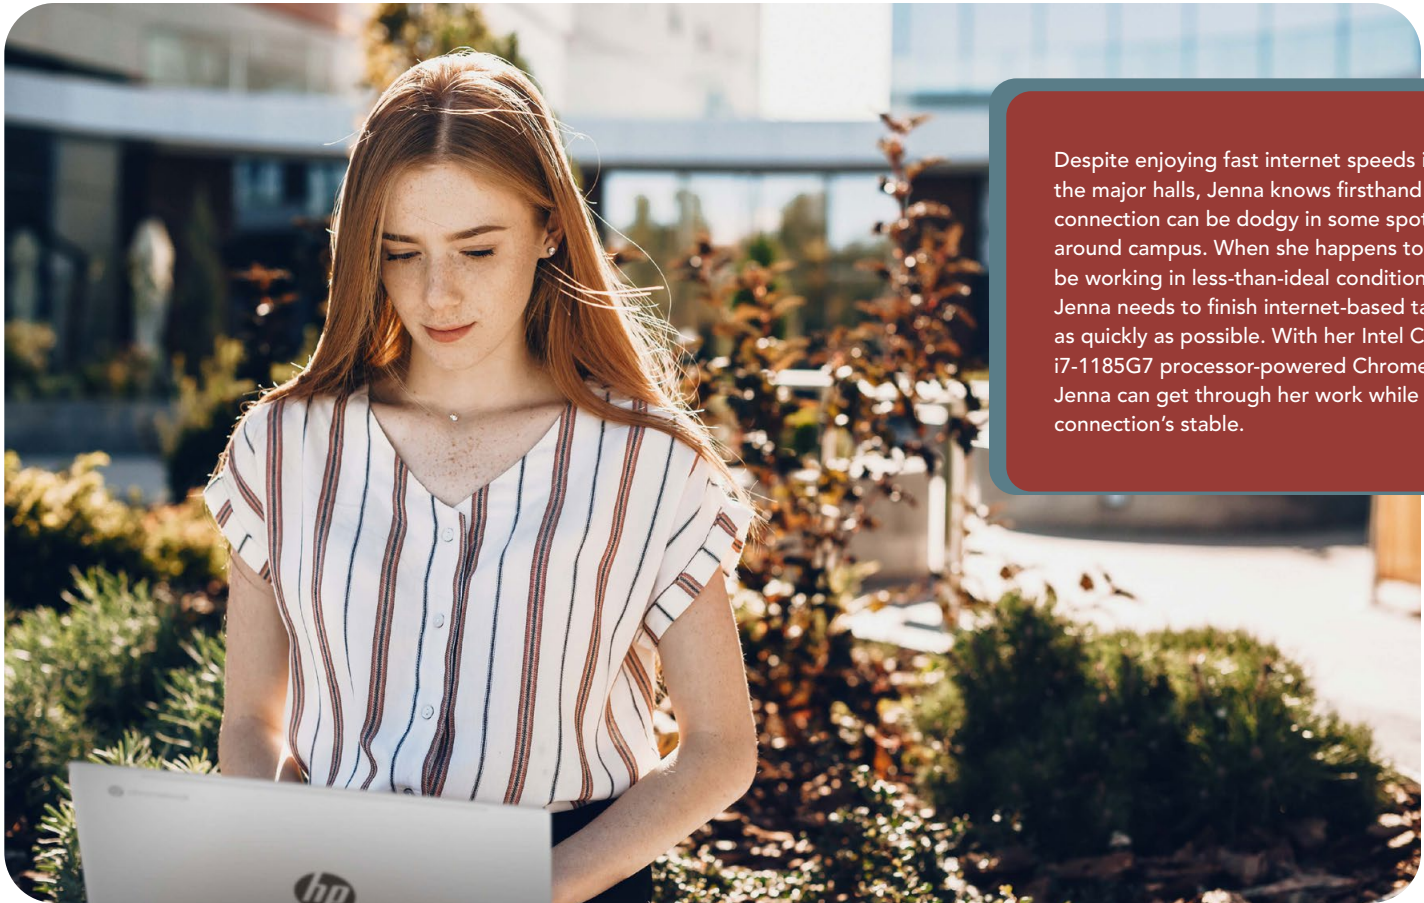 Despite enjoying fast internet speeds
the major halls, Jenna knows firsthand
connection can be dodgy in some
around campus. When she happens to
be working in less-than-ideal
Jenna needs to finish internet-based
as quickly as possible. With her Intel
i7-1185G7 processor-powered
Jenna can get through her work while
connection’s stable.
hp